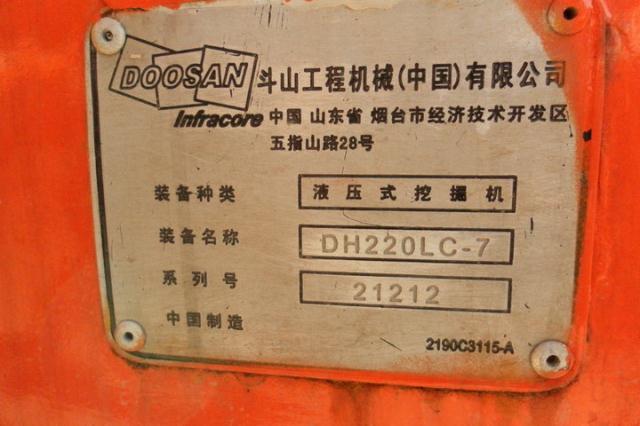 DOOSAN 斗山工程机械(中国)有限公司
Infracore 中国 山东省 烟台市经济技术开发区
五指山路28号
装备种类 液压式挖掘机
装备名称 DH220LC-7
系列号 21212
中国制造
2190C3115-A